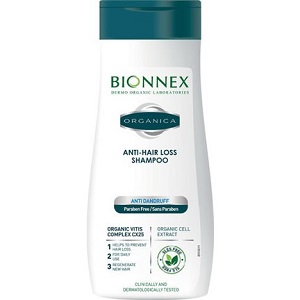 BIONNEX
DERMO ORGANIC LABORATORIES
ORGANICA
ANTI-HAIR LOSS
SHAMPOO
ANTI DANDRUFF
Paraben Free / Sans Paraben
ORGANIC VITIS
COMPLEX CX25
ORGANIC CELL
EXTRACT
1 HELPS TO PREVENT
HAIR LOSS
2 FOR DAILY
USE
3 REGENERATE
NEW HAIR
CLINICALLY AND
DERMATOLOGICALLY TESTED